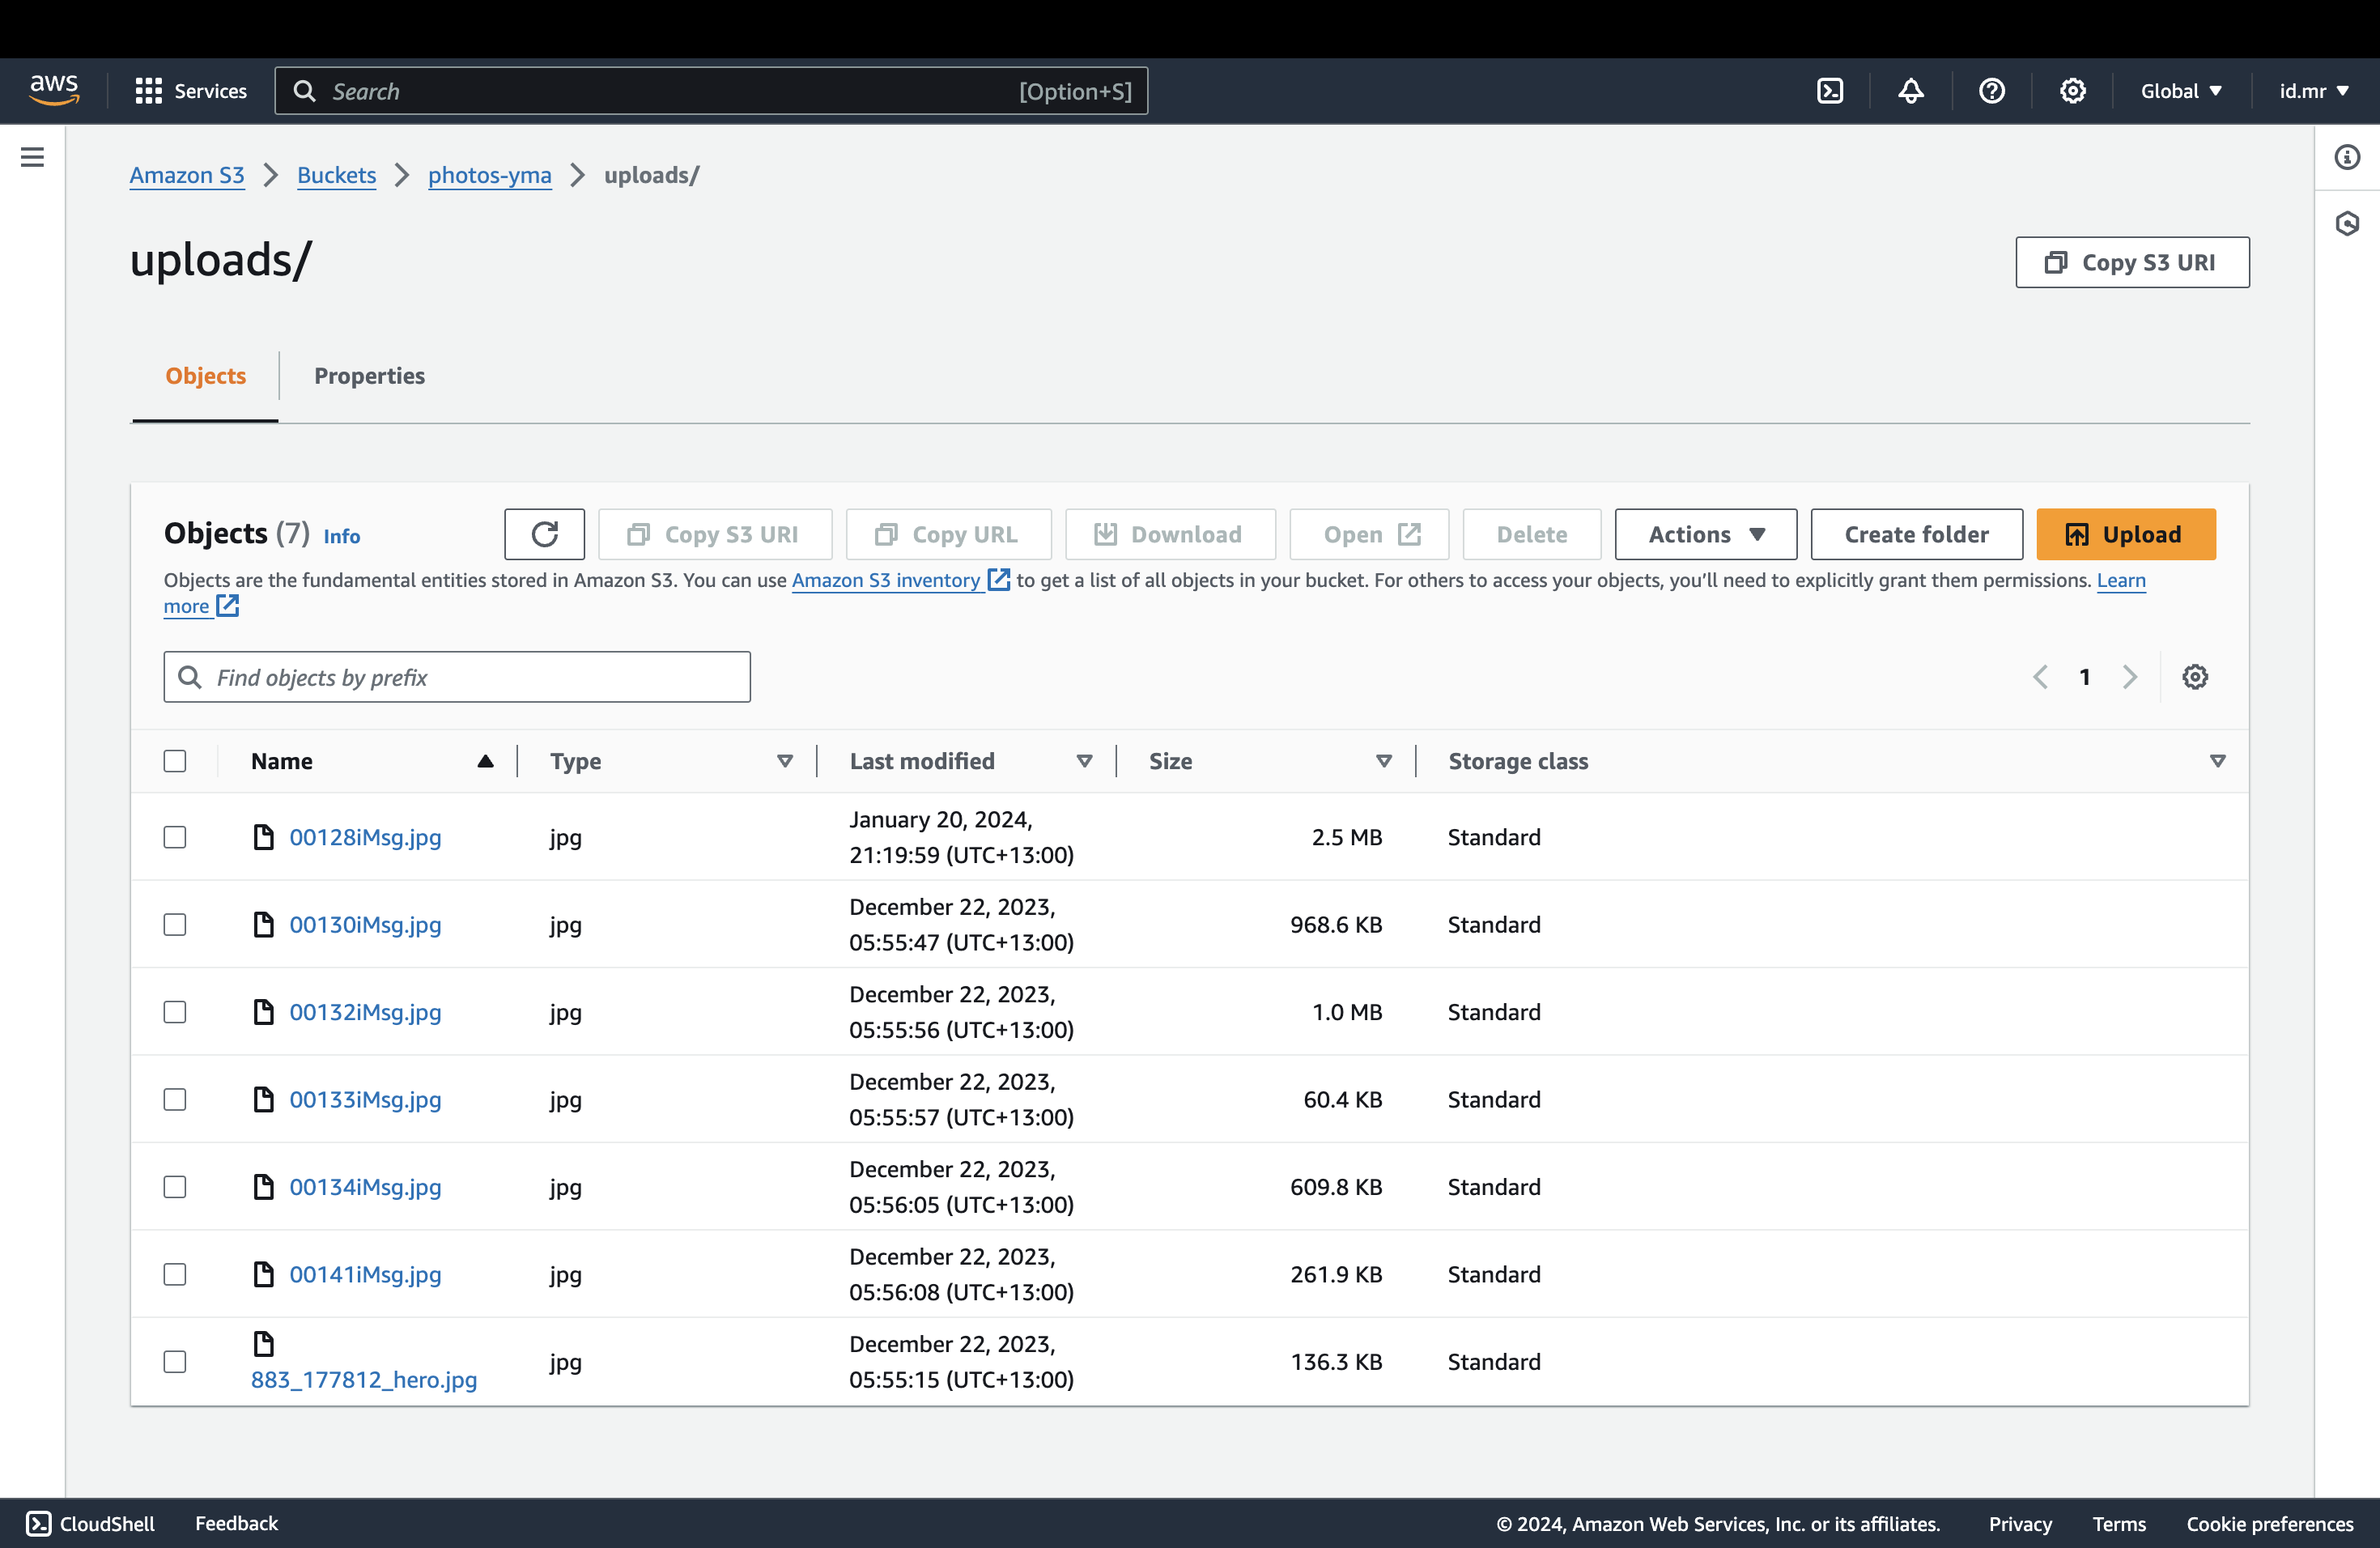 aws
Services
Search [Option+S]
Global
id.mr
Amazon S3 Buckets photos-yma uploads/
uploads/
Copy S3 URI
Objects Properties
Objects (7) Info
Copy S3 URI
Copy URL
Download
Open
Delete
Actions
Create folder
Upload
Objects are the fundamental entities stored in Amazon S3. You can use Amazon S3 inventory to get a list of all objects in your bucket. For others to access your objects, you’ll need to explicitly grant them permissions. Learn
more
Find objects by prefix
1
Name Type Last modified Size Storage class
00128iMsg.jpg jpg January 20, 2024, 2.5 MB Standard
21:19:59 (UTC+13:00)
00130iMsg.jpg jpg December 22, 2023, 968.6 KB Standard
05:55:47 (UTC+13:00)
00132iMsg.jpg jpg December 22, 2023, 1.0 MB Standard
05:55:56 (UTC+13:00)
00133iMsg.jpg jpg December 22, 2023, 60.4 KB Standard
05:55:57 (UTC+13:00)
00134iMsg.jpg jpg December 22, 2023, 609.8 KB Standard
05:56:05 (UTC+13:00)
00141iMsg.jpg jpg December 22, 2023, 261.9 KB Standard
05:56:08 (UTC+13:00)
883_177812_hero.jpg jpg December 22, 2023, 136.3 KB Standard
05:55:15 (UTC+13:00)
CloudShell Feedback © 2024, Amazon Web Services, Inc. or its affiliates. Privacy Terms Cookie preferences